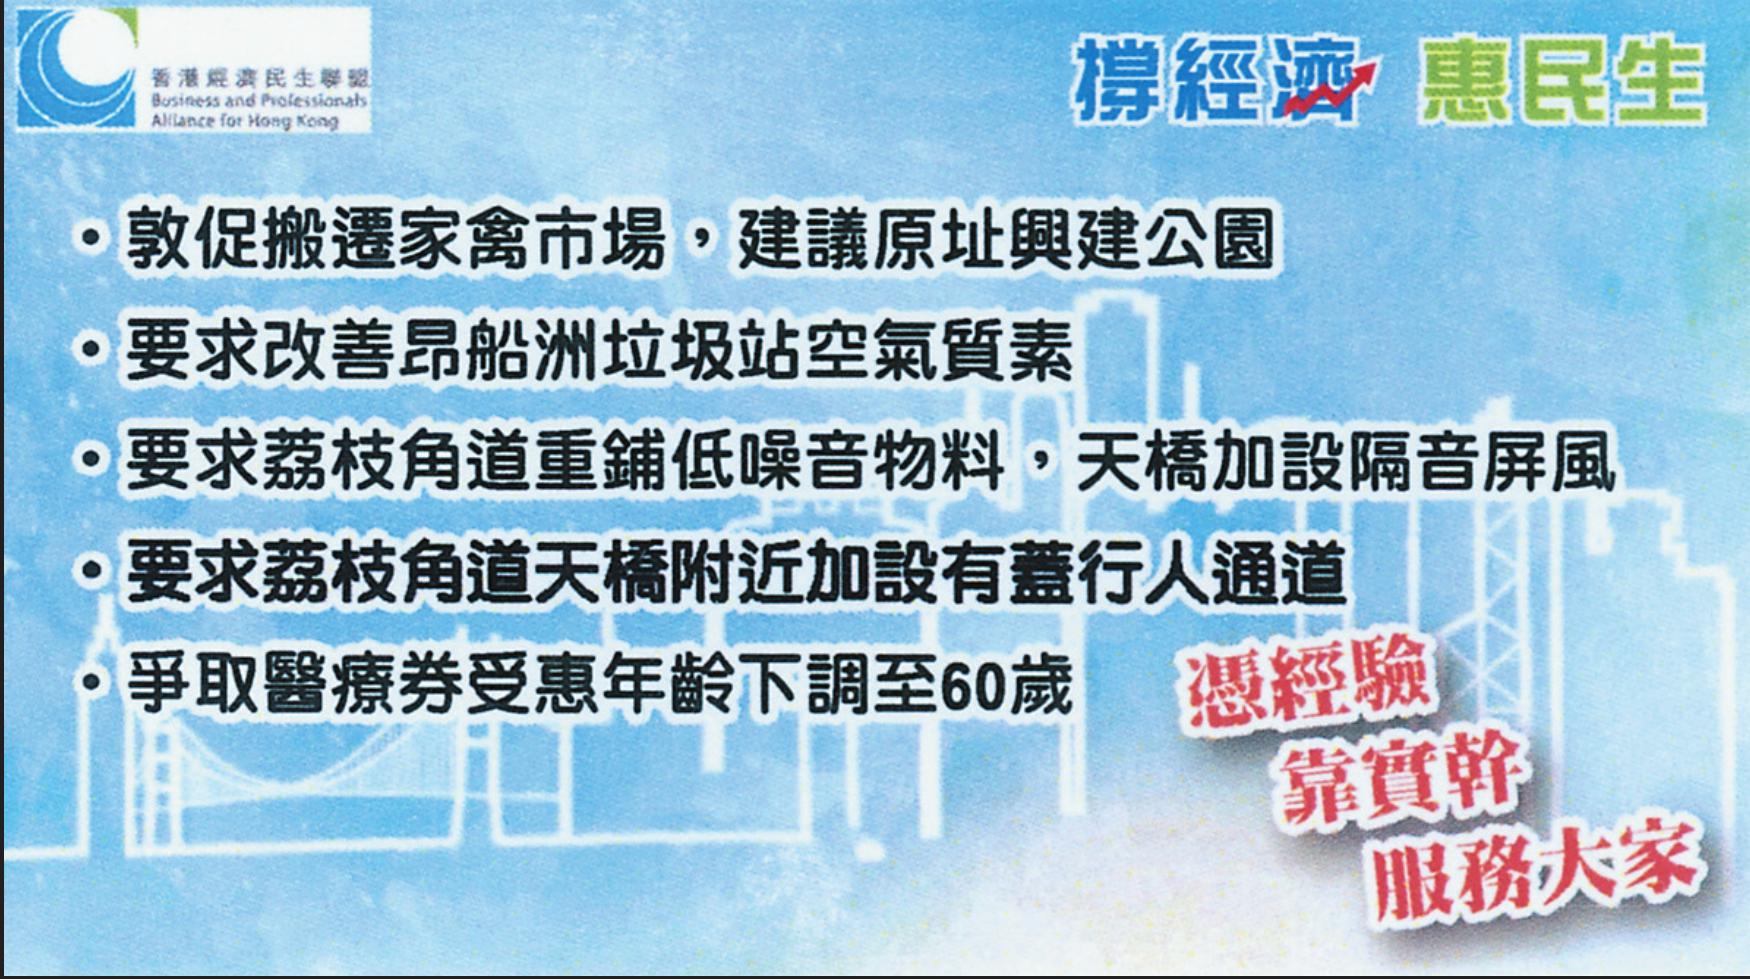 香港經濟民生聯盟
Business and Professionals
Alliance for Hong Kong
撐經濟 惠民生
• 敦促搬遷家禽市場，建議原址興建公園
• 要求改善昂船洲垃圾站空氣質素
• 要求荔枝角道重鋪低噪音物料，天橋加設隔音屏風
• 要求荔枝角道天橋附近加設有蓋行人通道
• 爭取醫療券受惠年齡下調至60歲
憑經驗
靠實幹
服務大家